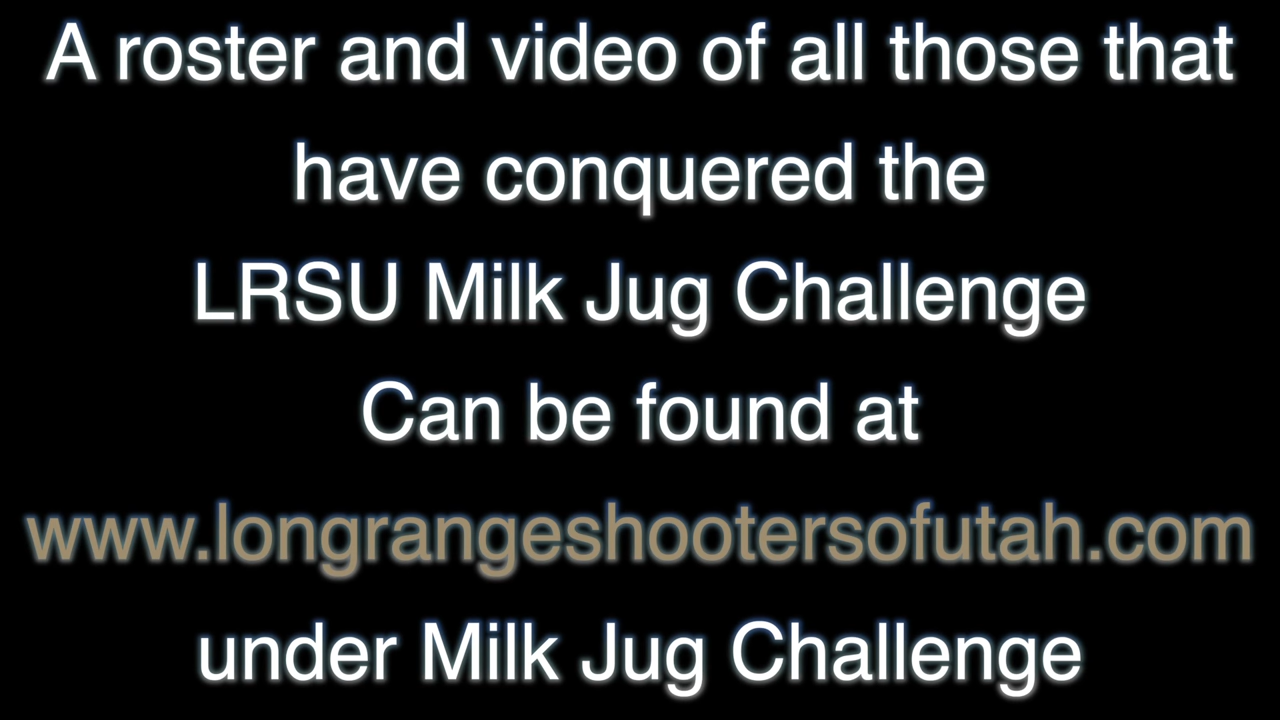 A roster and video of all those that
have conquered the
LRSU Milk Jug Challenge
Can be found at
www.longrangeshootersofutah.com
under Milk Jug Challenge